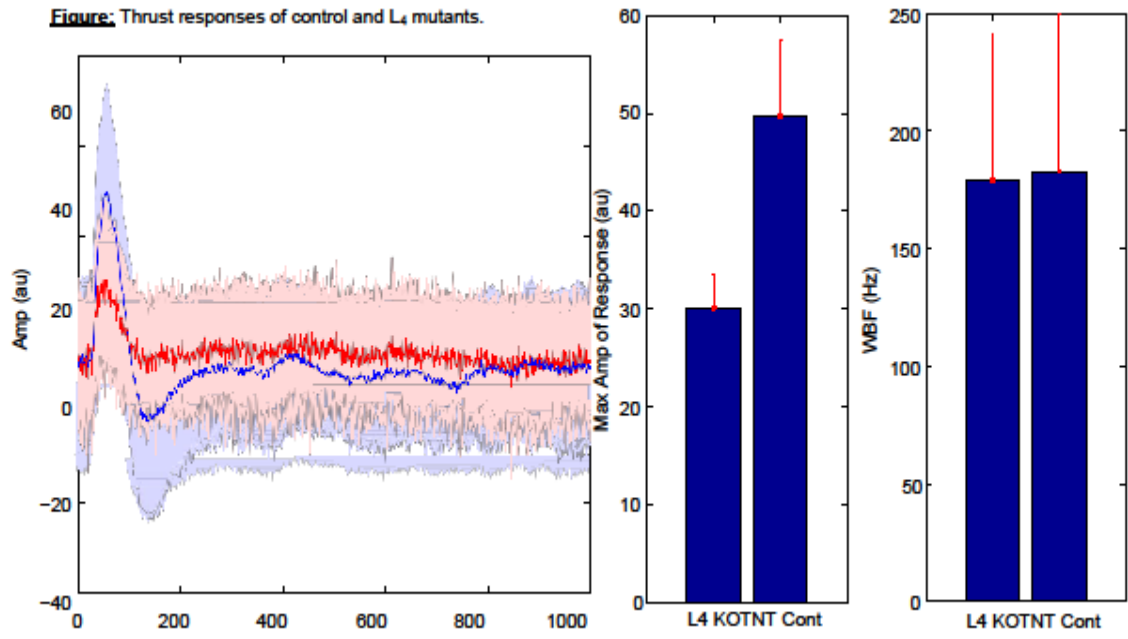 Figure: Thrust responses of control and L₄ mutants.
Amp (au)
60
40
20
0
−20
−40
0 200 400 600 800 1000
Max Amp of Response (au)
60
50
40
30
20
10
0
L4 KOTNT Cont
WBF (Hz)
250
200
150
100
50
0
L4 KOTNT Cont